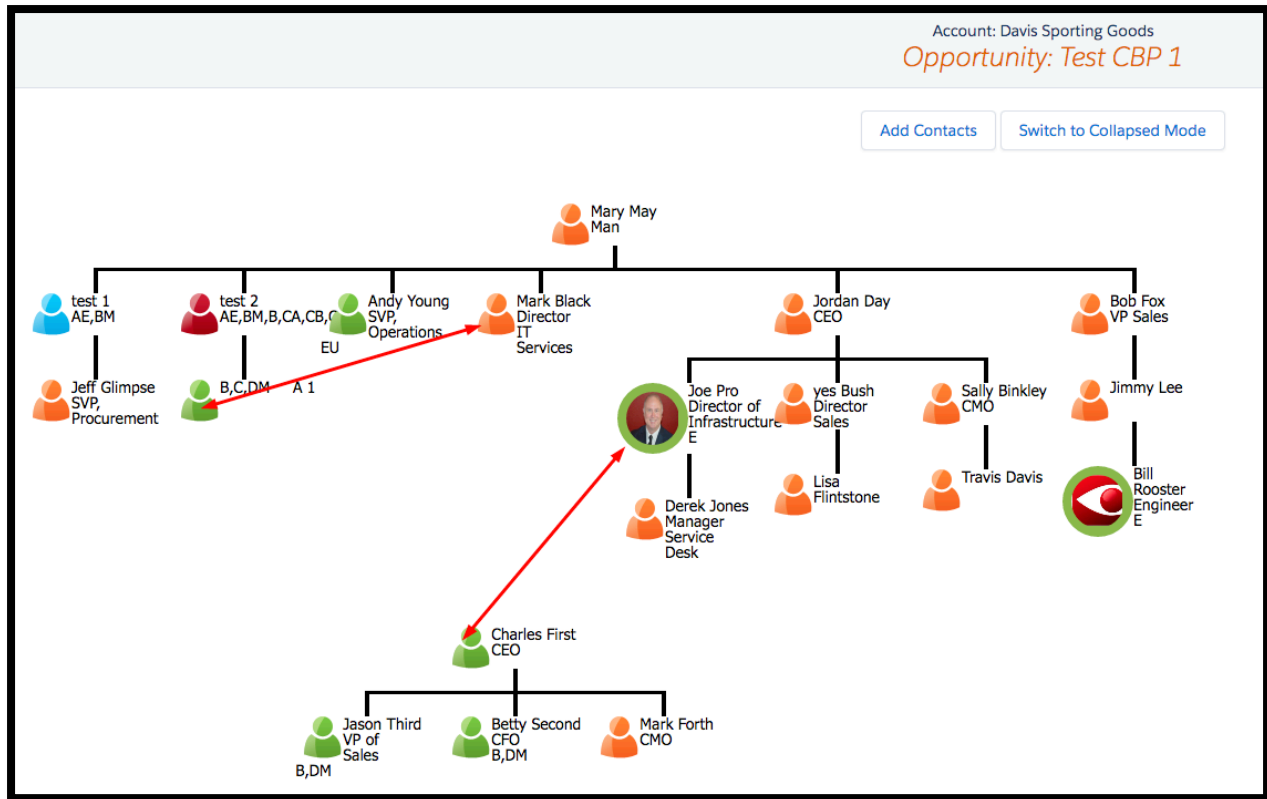 Account: Davis Sporting Goods
Opportunity: Test CBP 1
Add Contacts
Switch to Collapsed Mode
Mary May
Man
test 1
AE,BM
test 2
AE,BM,B,CA,CB,C
EU
Andy Young
SVP,
Operations
Mark Black
Director
IT
Services
Jordan Day
CEO
Bob Fox
VP Sales
Jeff Glimpse
SVP,
Procurement
B,C,DM
A 1
Joe Pro
Director of
Infrastructure
E
yes Bush
Director
Sales
Sally Binkley
CMO
Jimmy Lee
Derek Jones
Manager
Service
Desk
Lisa
Flintstone
Travis Davis
Bill
Rooster
Engineer
E
Charles First
CEO
Jason Third
VP of
Sales
B,DM
Betty Second
CFO
B,DM
Mark Forth
CMO